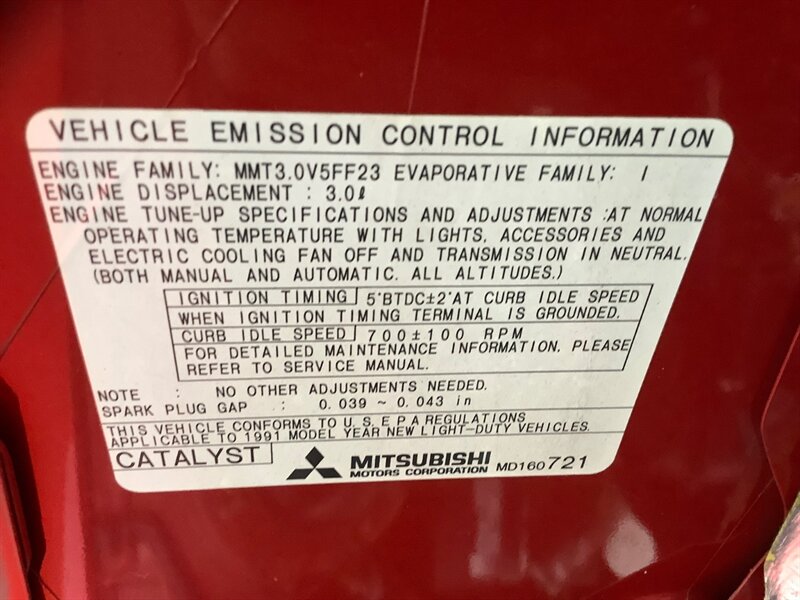 VEHICLE EMISSION CONTROL INFORMATION
ENGINE FAMILY: MMT3.0V5FF23 EVAPORATIVE FAMILY: I
ENGINE DISPLACEMENT : 3.0ℓ
ENGINE TUNE-UP SPECIFICATIONS AND ADJUSTMENTS :AT NORMAL
OPERATING TEMPERATURE WITH LIGHTS, ACCESSORIES AND
ELECTRIC COOLING FAN OFF AND TRANSMISSION IN NEUTRAL.
(BOTH MANUAL AND AUTOMATIC. ALL ALTITUDES.)
IGNITION TIMING 5°BTDC±2°AT CURB IDLE SPEED
WHEN IGNITION TIMING TERMINAL IS GROUNDED.
CURB IDLE SPEED 700±100 RPM
FOR DETAILED MAINTENANCE INFORMATION, PLEASE
REFER TO SERVICE MANUAL.
NOTE : NO OTHER ADJUSTMENTS NEEDED.
SPARK PLUG GAP : 0.039 ~ 0.043 in
THIS VEHICLE CONFORMS TO U.S.EPA REGULATIONS
APPLICABLE TO 1991 MODEL YEAR NEW LIGHT-DUTY VEHICLES.
CATALYST MITSUBISHI MD160721
MOTORS CORPORATION